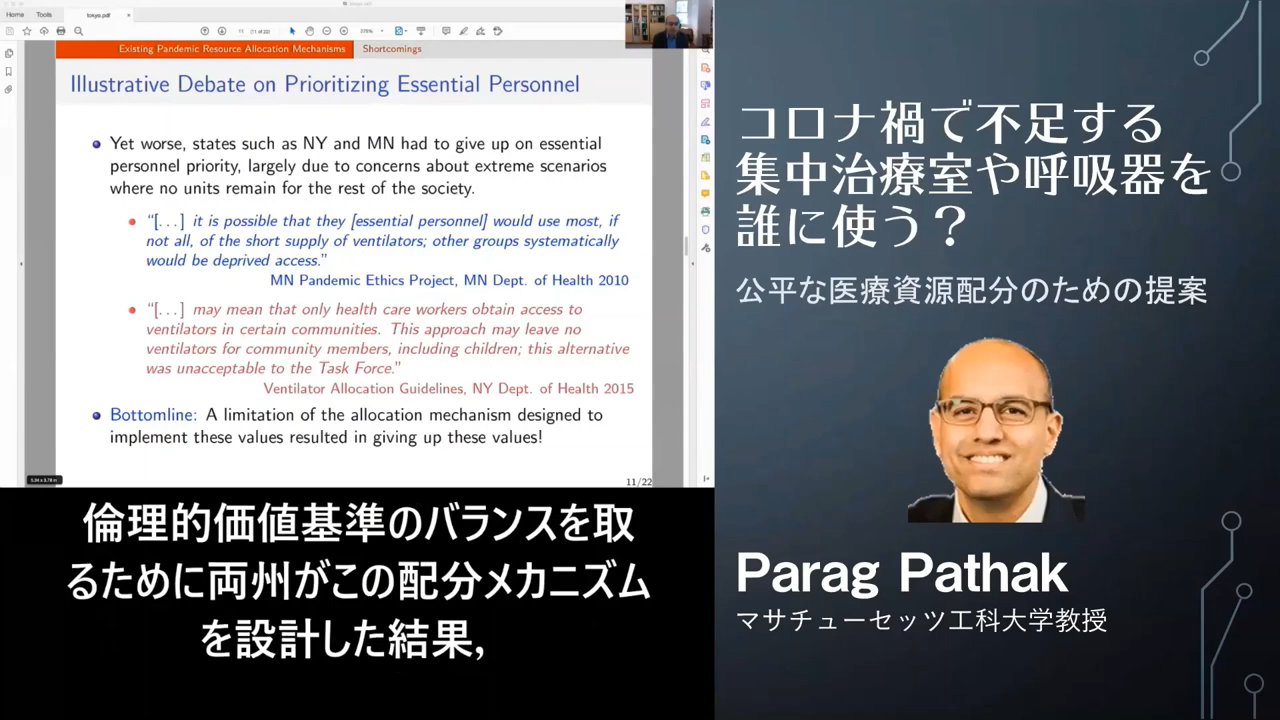 Home Tools tokyo.pdf
Existing Pandemic Resource Allocation Mechanisms Shortcomings
Illustrative Debate on Prioritizing Essential Personnel
Yet worse, states such as NY and MN had to give up on essential
personnel priority, largely due to concerns about extreme scenarios
where no units remain for the rest of the society.
“[...] it is possible that they [essential personnel] would use most, if
not all, of the short supply of ventilators; other groups systematically
would be deprived access.”
MN Pandemic Ethics Project, MN Dept. of Health 2010
“[...] may mean that only health care workers obtain access to
ventilators in certain communities. This approach may leave no
ventilators for community members, including children; this alternative
was unacceptable to the Task Force.”
Ventilator Allocation Guidelines, NY Dept. of Health 2015
Bottomline: A limitation of the allocation mechanism designed to
implement these values resulted in giving up these values!
11/22
倫理的価値基準のバランスを取
るために両州がこの配分メカニズム
を設計した結果,
コロナ禍で不足する
集中治療室や呼吸器を
誰に使う？
公平な医療資源配分のための提案
Parag Pathak
マサチューセッツ工科大学教授